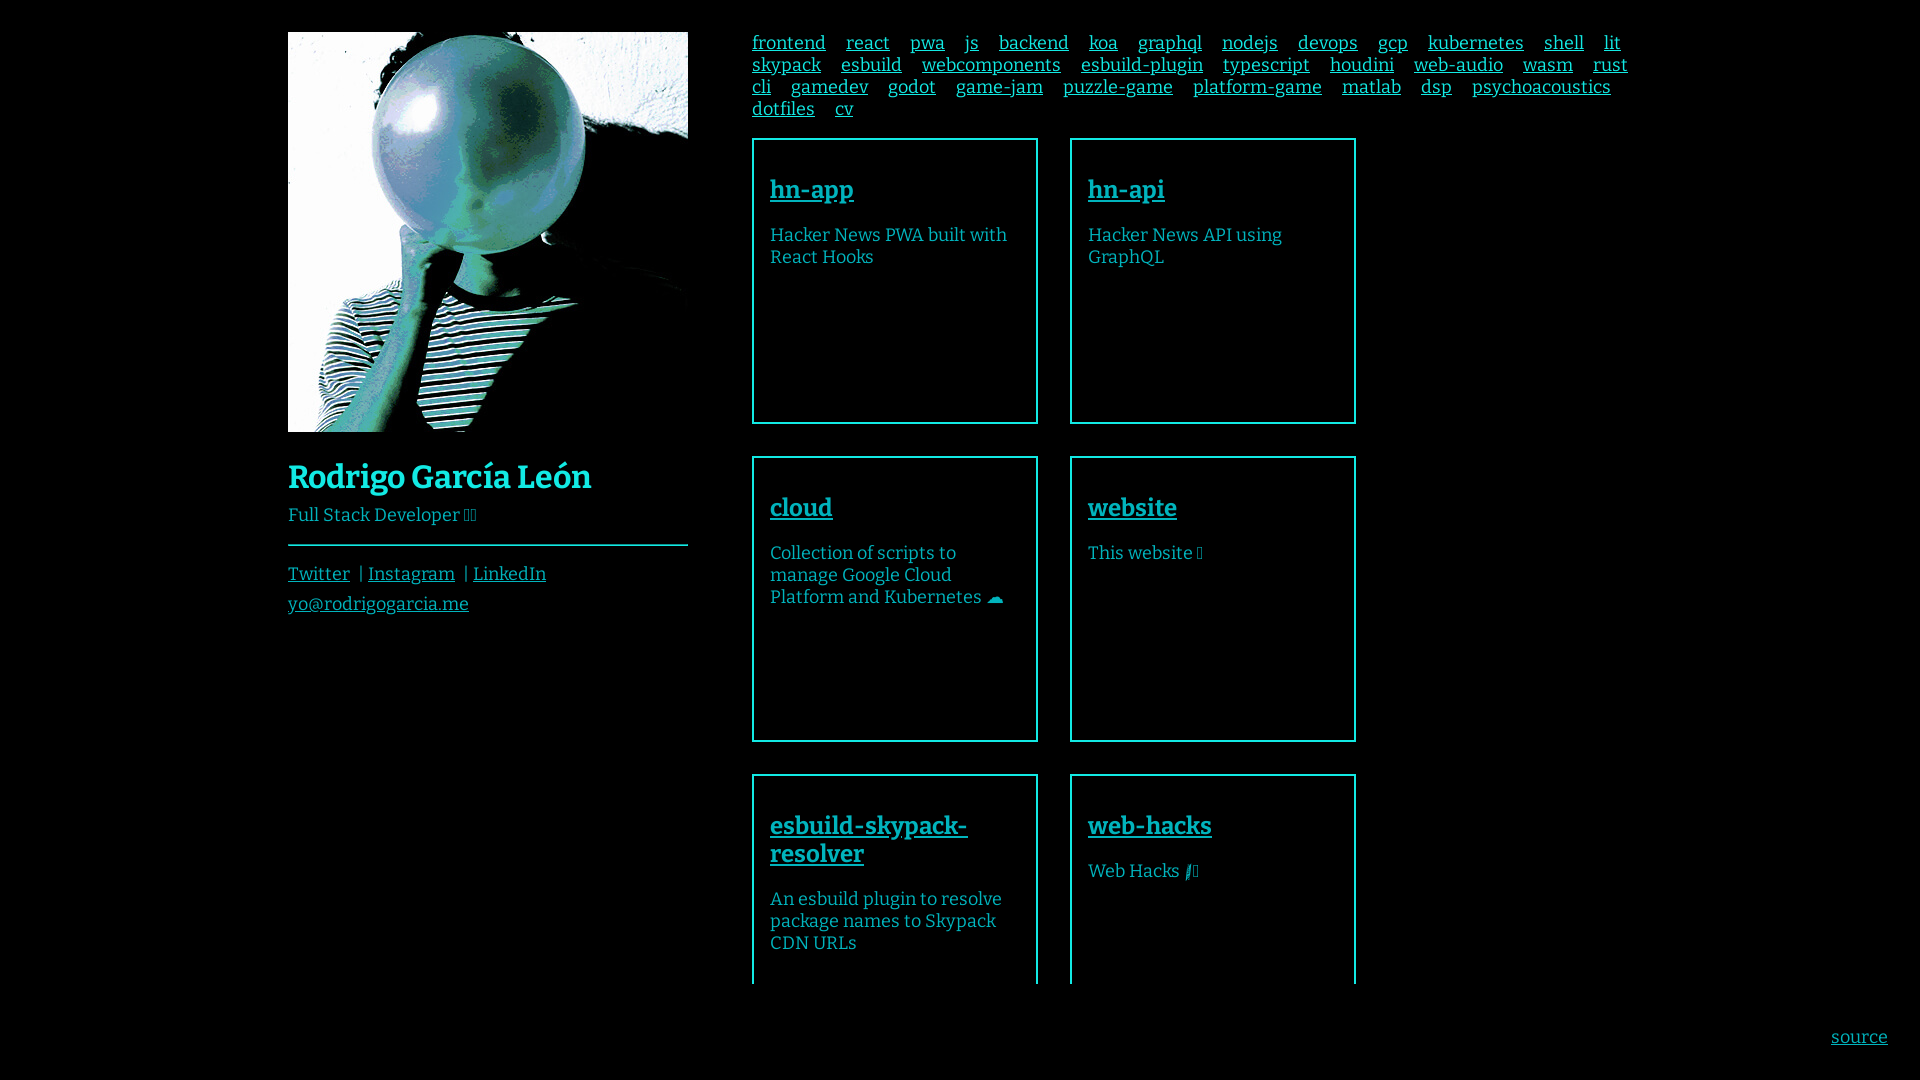 frontend react pwa js backend koa graphql nodejs devops gcp kubernetes shell lit
skypack esbuild webcomponents esbuild-plugin typescript houdini web-audio wasm rust
cli gamedev godot game-jam puzzle-game platform-game matlab dsp psychoacoustics
dotfiles cv
Rodrigo García León
Full Stack Developer
Twitter | Instagram | LinkedIn
yo@rodrigogarcia.me
hn-app
Hacker News PWA built with
React Hooks
hn-api
Hacker News API using
GraphQL
cloud
Collection of scripts to
manage Google Cloud
Platform and Kubernetes ☁
website
This website
esbuild-skypack-
resolver
An esbuild plugin to resolve
package names to Skypack
CDN URLs
web-hacks
Web Hacks
source